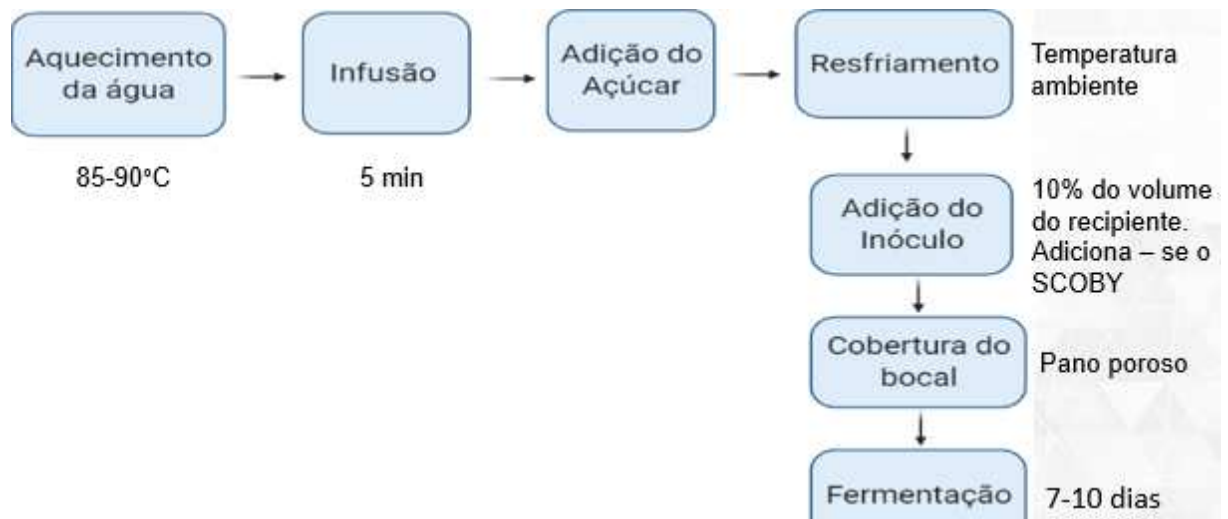 Aquecimento
da água
Infusão
Adição do
Açúcar
Resfriamento
Temperatura
ambiente
85-90°C
5 min
Adição do
Inóculo
10% do volume
do recipiente.
Adiciona – se o
SCOBY
Cobertura do
bocal
Pano poroso
Fermentação
7-10 dias